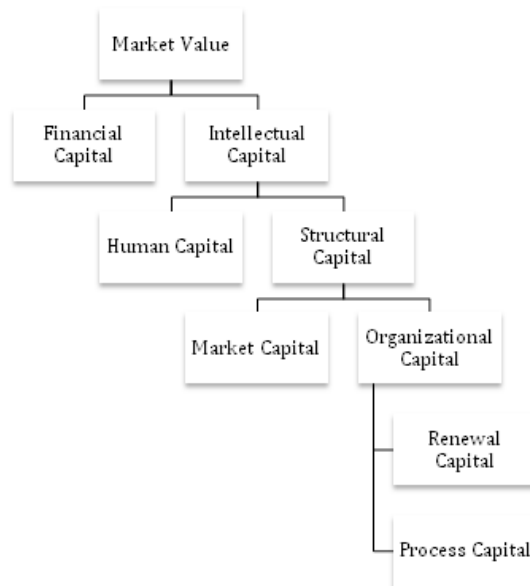 Market Value
Financial
Capital
Intellectual
Capital
Human Capital
Structural
Capital
Market Capital
Organizational
Capital
Renewal
Capital
Process Capital